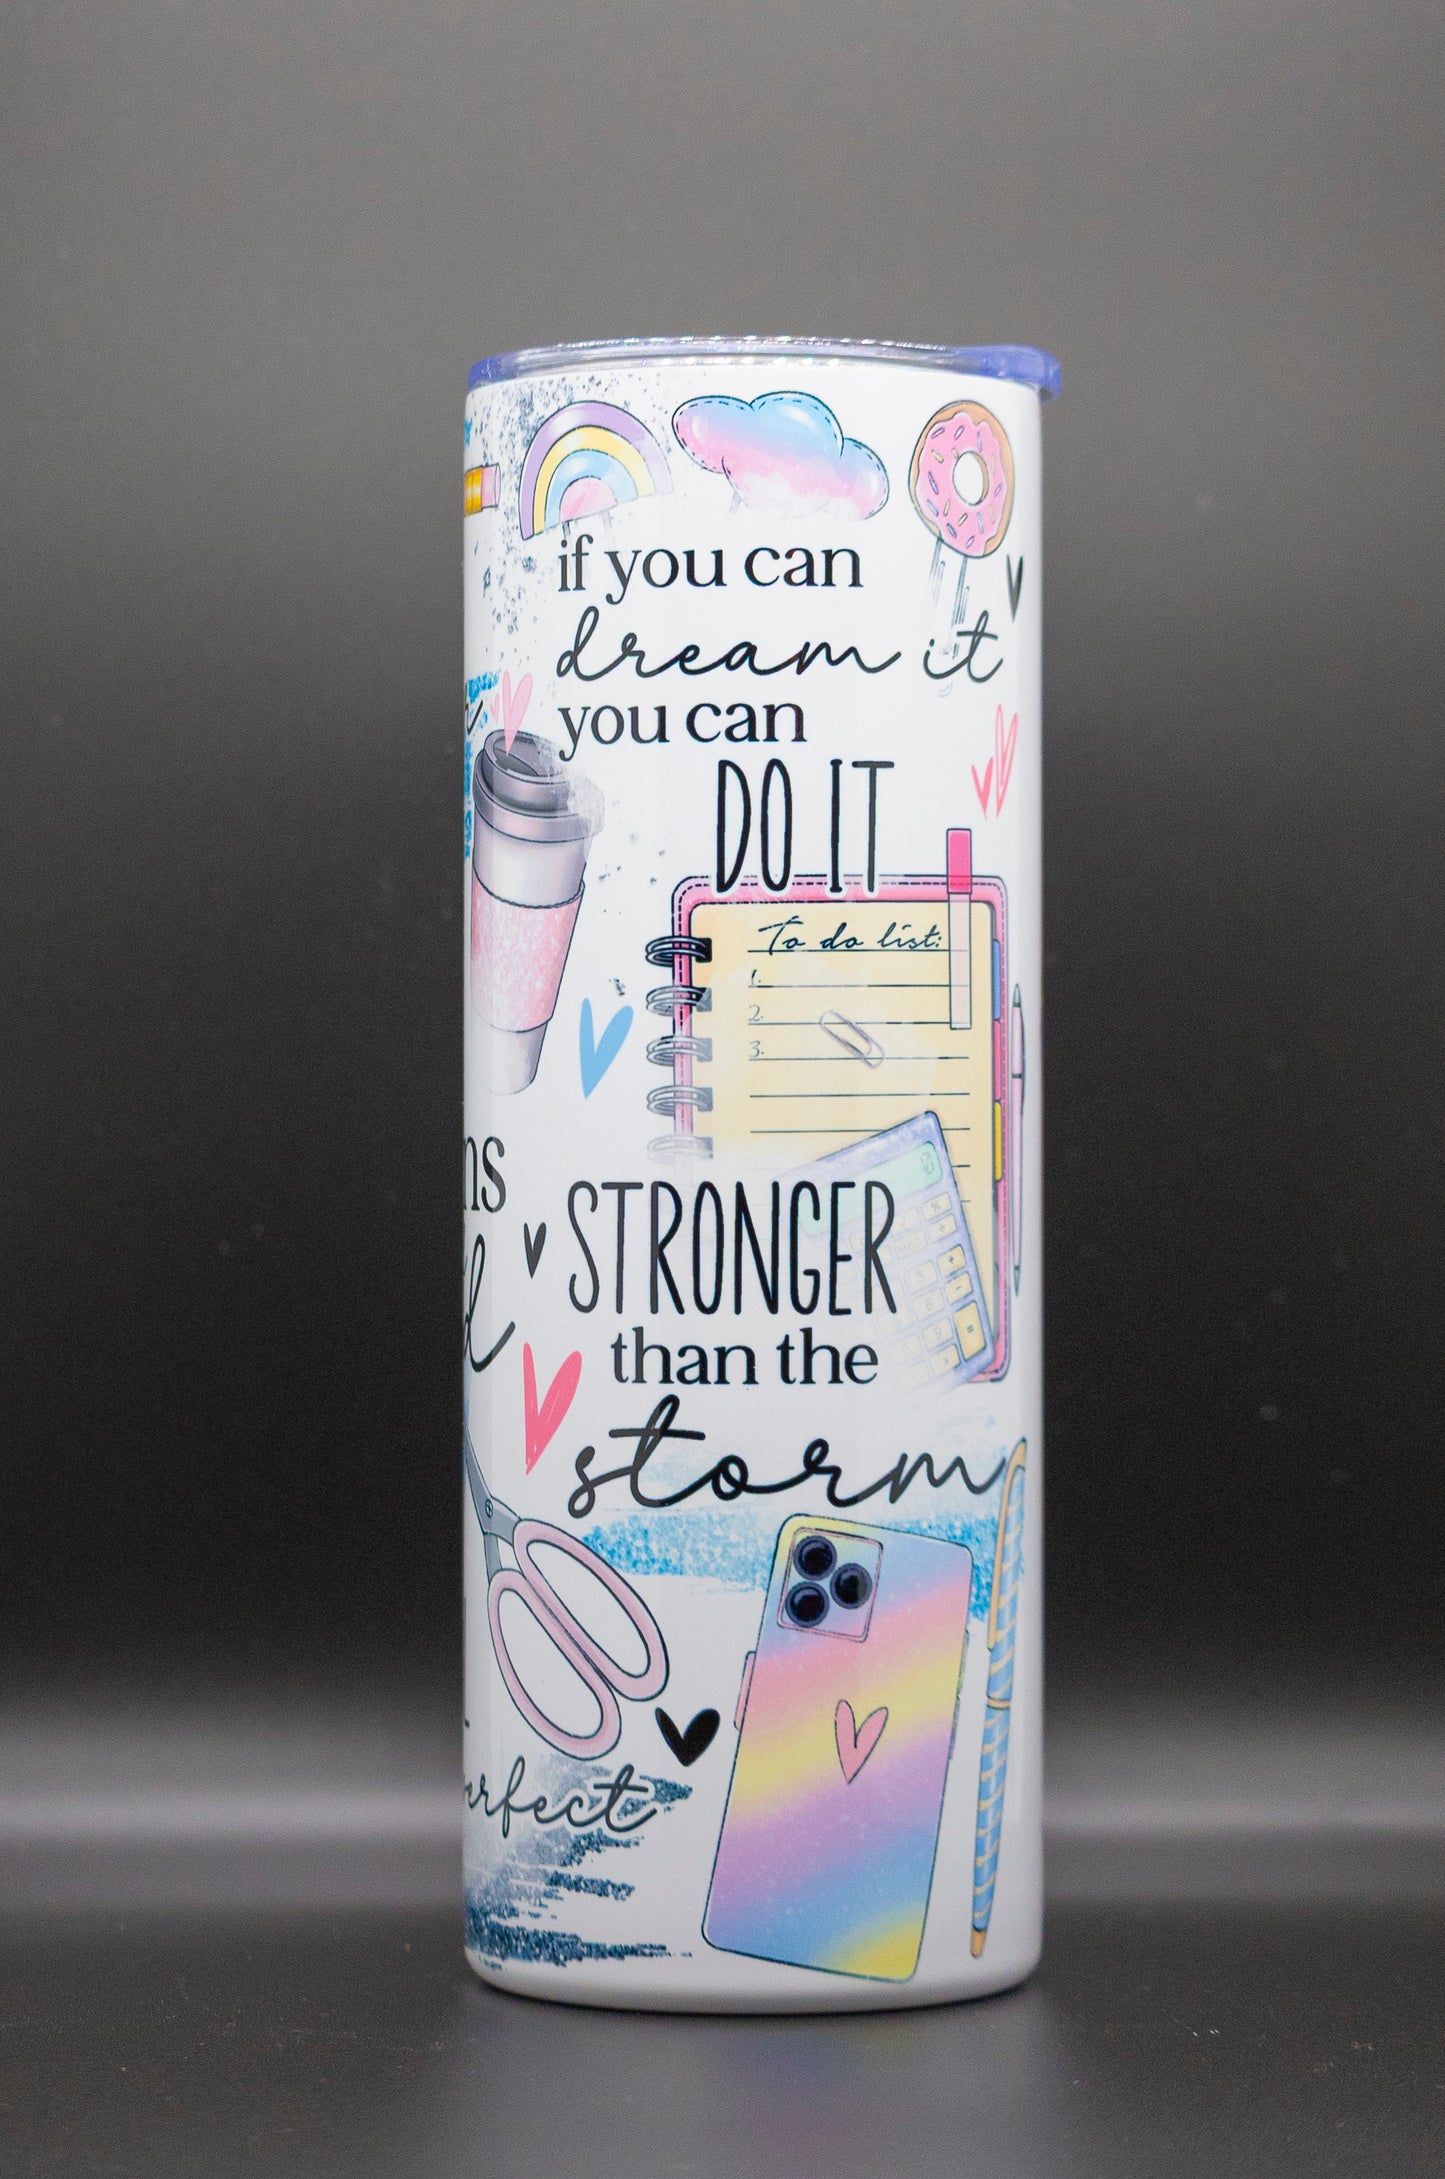 if you can
dream it
you can
DO IT
To do list:
1.
2.
3.
STRONGER
than the
storm